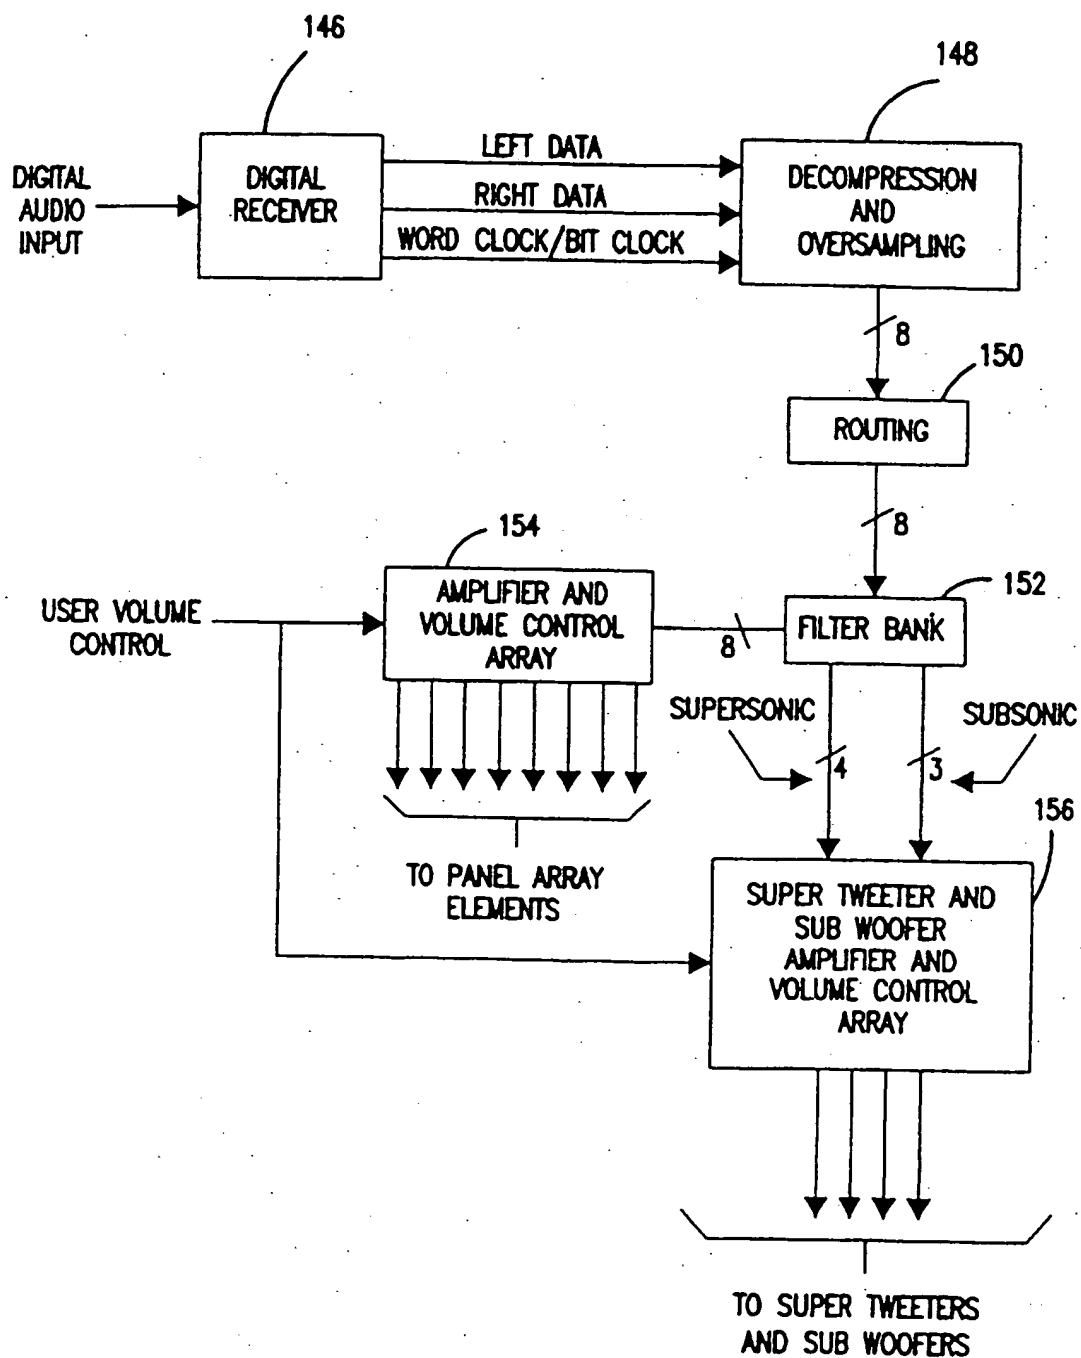 146
148
DIGITAL
AUDIO
INPUT
DIGITAL
RECEIVER
LEFT DATA
RIGHT DATA
WORD CLOCK/BIT CLOCK
DECOMPRESSION
AND
OVERSAMPLING
8
150
ROUTING
8
154
152
USER VOLUME
CONTROL
AMPLIFIER AND
VOLUME CONTROL
ARRAY
8
FILTER BANK
SUPERSONIC
SUBSONIC
4
3
156
TO PANEL ARRAY
ELEMENTS
SUPER TWEETER AND
SUB WOOFER
AMPLIFIER AND
VOLUME CONTROL
ARRAY
TO SUPER TWEETERS
AND SUB WOOFERS